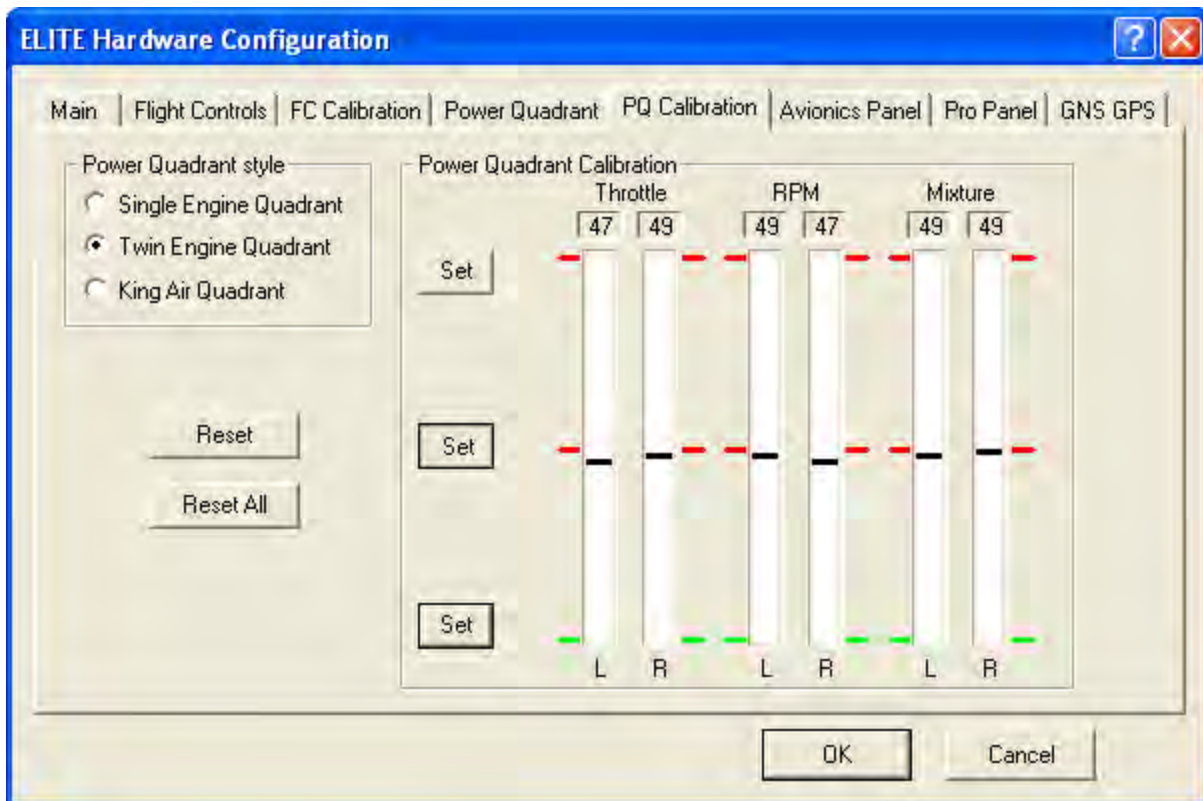 ELITE Hardware Configuration
?
Main Flight Controls FC Calibration Power Quadrant PQ Calibration Avionics Panel Pro Panel GNS GPS
Power Quadrant style
Single Engine Quadrant
Twin Engine Quadrant
King Air Quadrant
Reset
Reset All
Power Quadrant Calibration
Throttle RPM Mixture
47 49 49 47 49 49
Set
Set
Set
L R L R L R
OK Cancel